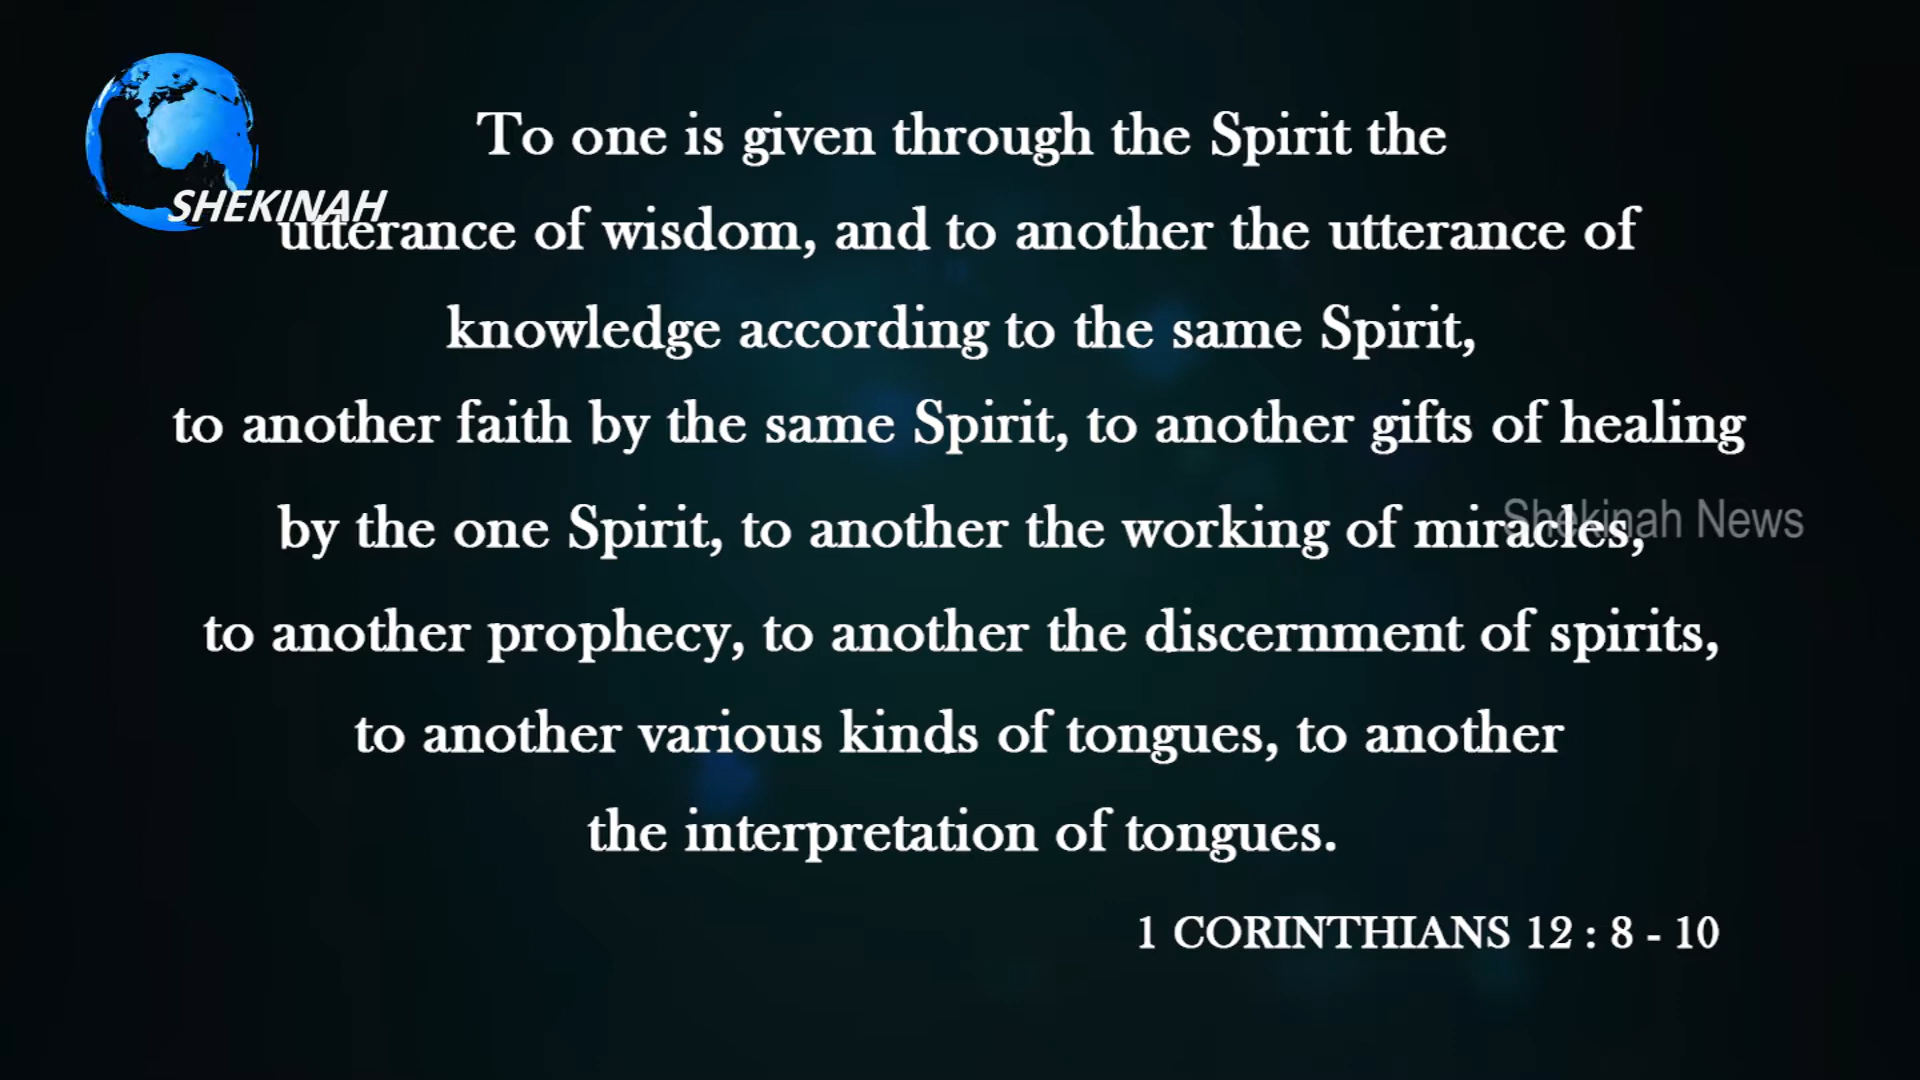 SHEKINAH
To one is given through the Spirit the
utterance of wisdom, and to another the utterance of
knowledge according to the same Spirit,
to another faith by the same Spirit, to another gifts of healing
by the one Spirit, to another the working of miracles,
Shekinah News
to another prophecy, to another the discernment of spirits,
to another various kinds of tongues, to another
the interpretation of tongues.
1 CORINTHIANS 12 : 8 - 10